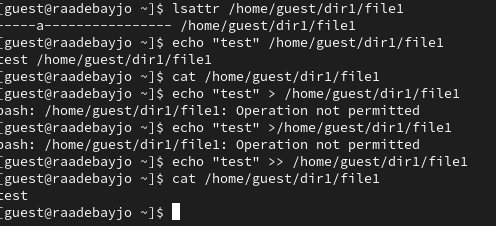 [guest@raadebayjo ~]$ lsattr /home/guest/dir1/file1
-----a---------------- /home/guest/dir1/file1
[guest@raadebayjo ~]$ echo "test" /home/guest/dir1/file1
test /home/guest/dir1/file1
[guest@raadebayjo ~]$ cat /home/guest/dir1/file1
[guest@raadebayjo ~]$ echo "test" > /home/guest/dir1/file1
bash: /home/guest/dir1/file1: Operation not permitted
[guest@raadebayjo ~]$ echo "test" >/home/guest/dir1/file1
bash: /home/guest/dir1/file1: Operation not permitted
[guest@raadebayjo ~]$ echo "test" >> /home/guest/dir1/file1
[guest@raadebayjo ~]$ cat /home/guest/dir1/file1
test
[guest@raadebayjo ~]$